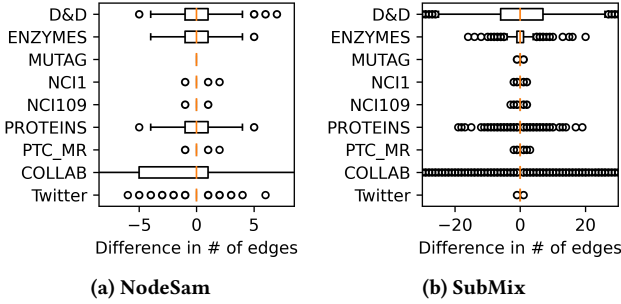 D&D
ENZYMES
MUTAG
NCI1
NCI109
PROTEINS
PTC_MR
COLLAB
Twitter
−5 0 5
Difference in # of edges
(a) NodeSam
D&D
ENZYMES
MUTAG
NCI1
NCI109
PROTEINS
PTC_MR
COLLAB
Twitter
−20 0 20
Difference in # of edges
(b) SubMix